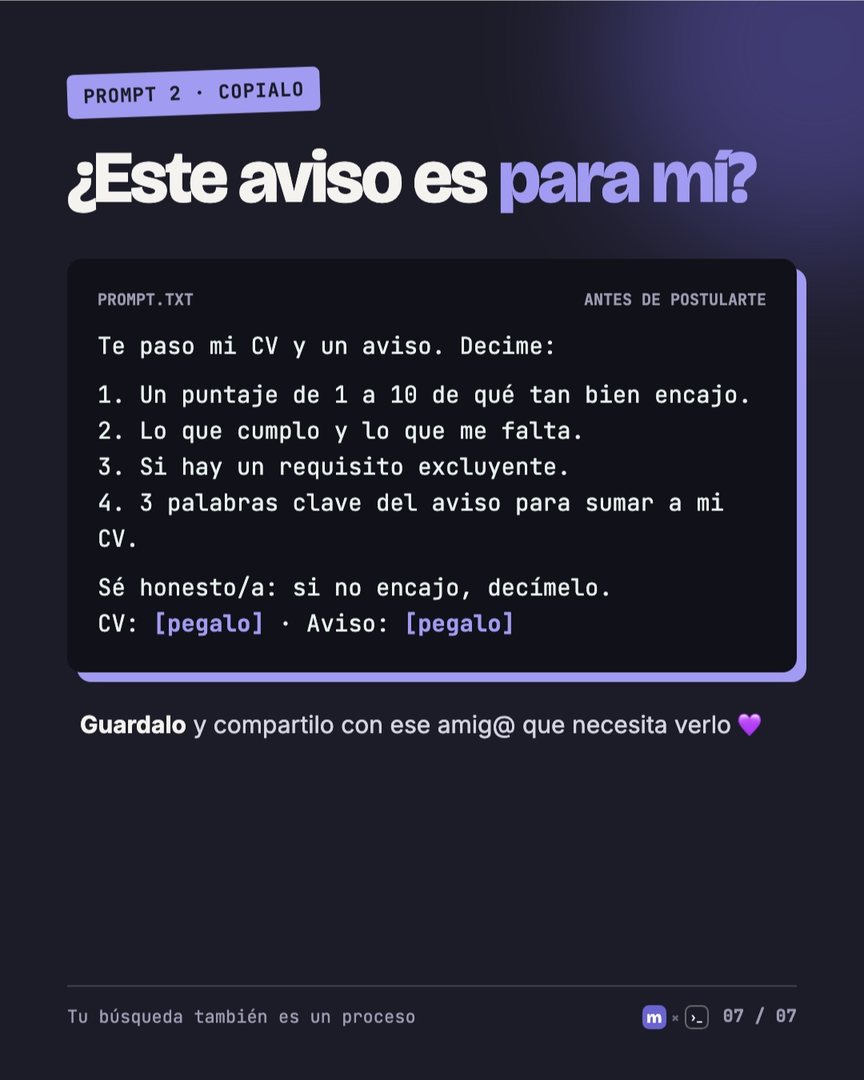 PROMPT 2 · COPIALO
¿Este aviso es para mí?
PROMPT.TXT
ANTES DE POSTULARTE
Te paso mi CV y un aviso. Decime:
1. Un puntaje de 1 a 10 de qué tan bien encajo.
2. Lo que cumplo y lo que me falta.
3. Si hay un requisito excluyente.
4. 3 palabras clave del aviso para sumar a mi
CV.
Sé honesto/a: si no encajo, decímelo.
CV: [pegalo] · Aviso: [pegalo]
Guardalo y compartilo con ese amig@ que necesita verlo 💜
Tu búsqueda también es un proceso
m × >_ 07 / 07